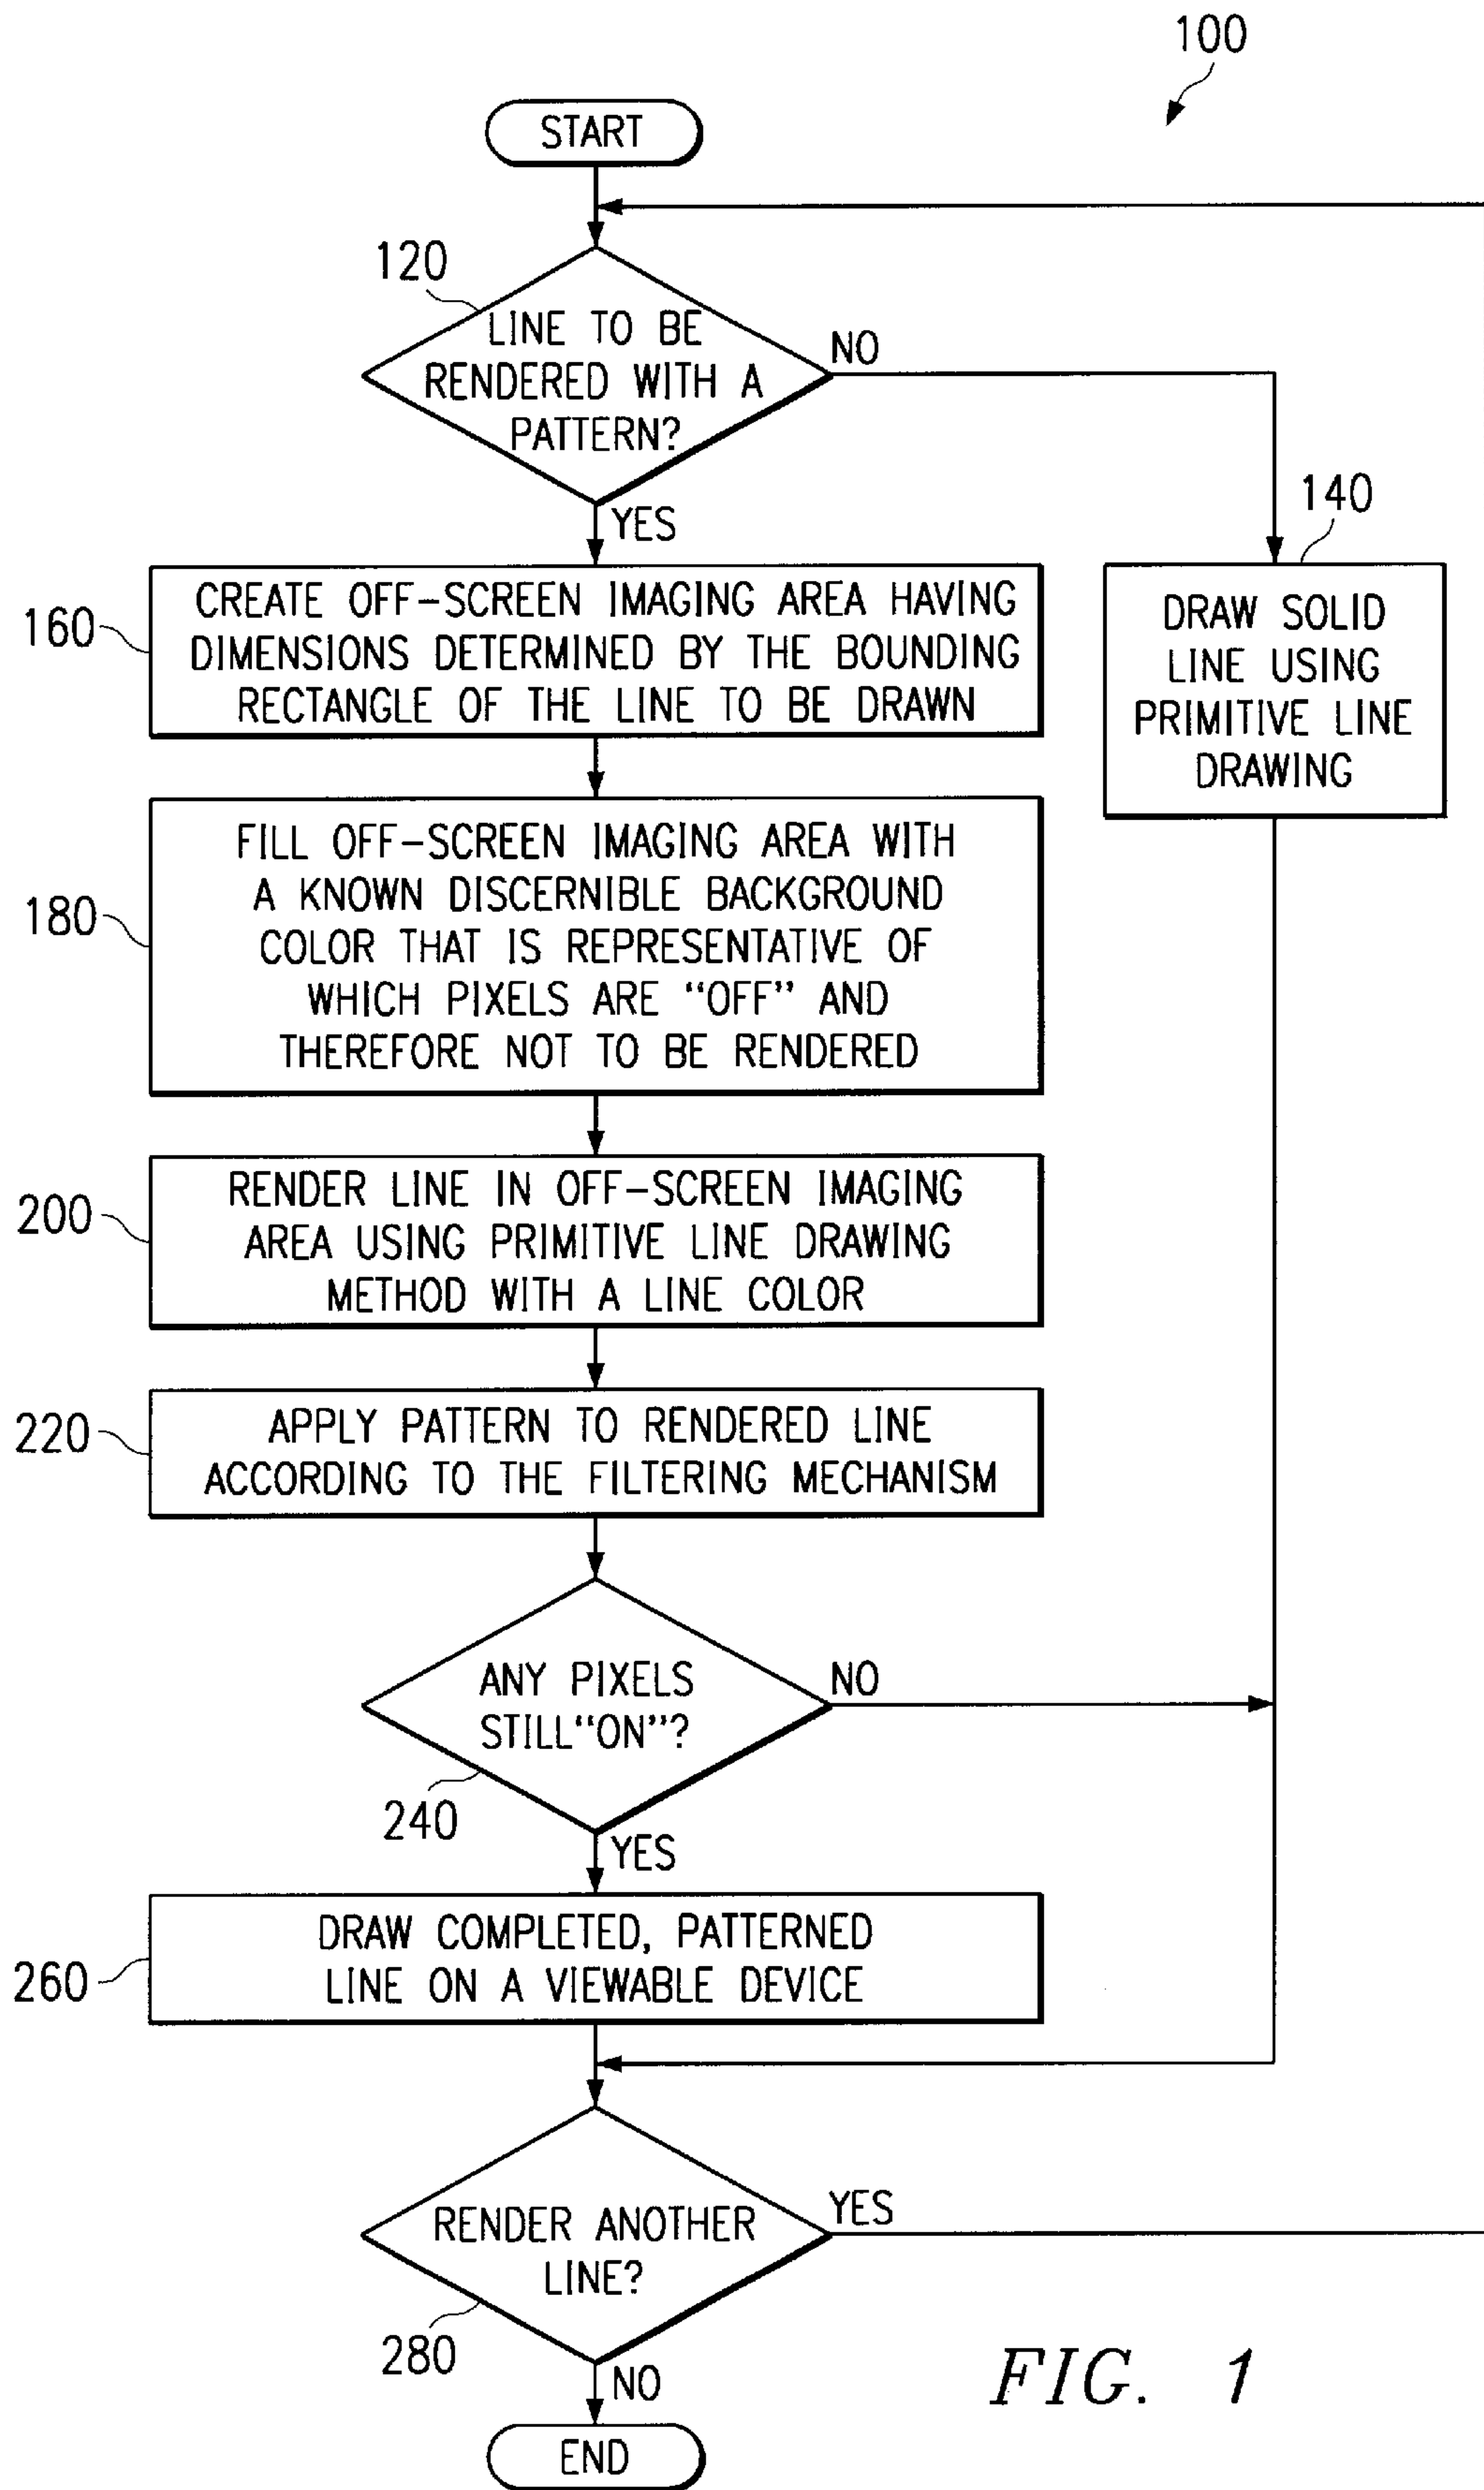 100
START
120
LINE TO BE
RENDERED WITH A
PATTERN?
NO
YES
140
DRAW SOLID
LINE USING
PRIMITIVE LINE
DRAWING
160
CREATE OFF-SCREEN IMAGING AREA HAVING
DIMENSIONS DETERMINED BY THE BOUNDING
RECTANGLE OF THE LINE TO BE DRAWN
180
FILL OFF-SCREEN IMAGING AREA WITH
A KNOWN DISCERNIBLE BACKGROUND
COLOR THAT IS REPRESENTATIVE OF
WHICH PIXELS ARE “OFF” AND
THEREFORE NOT TO BE RENDERED
200
RENDER LINE IN OFF-SCREEN IMAGING
AREA USING PRIMITIVE LINE DRAWING
METHOD WITH A LINE COLOR
220
APPLY PATTERN TO RENDERED LINE
ACCORDING TO THE FILTERING MECHANISM
ANY PIXELS
STILL“ON”?
NO
240
YES
260
DRAW COMPLETED, PATTERNED
LINE ON A VIEWABLE DEVICE
RENDER ANOTHER
LINE?
YES
280
NO
END
FIG. 1